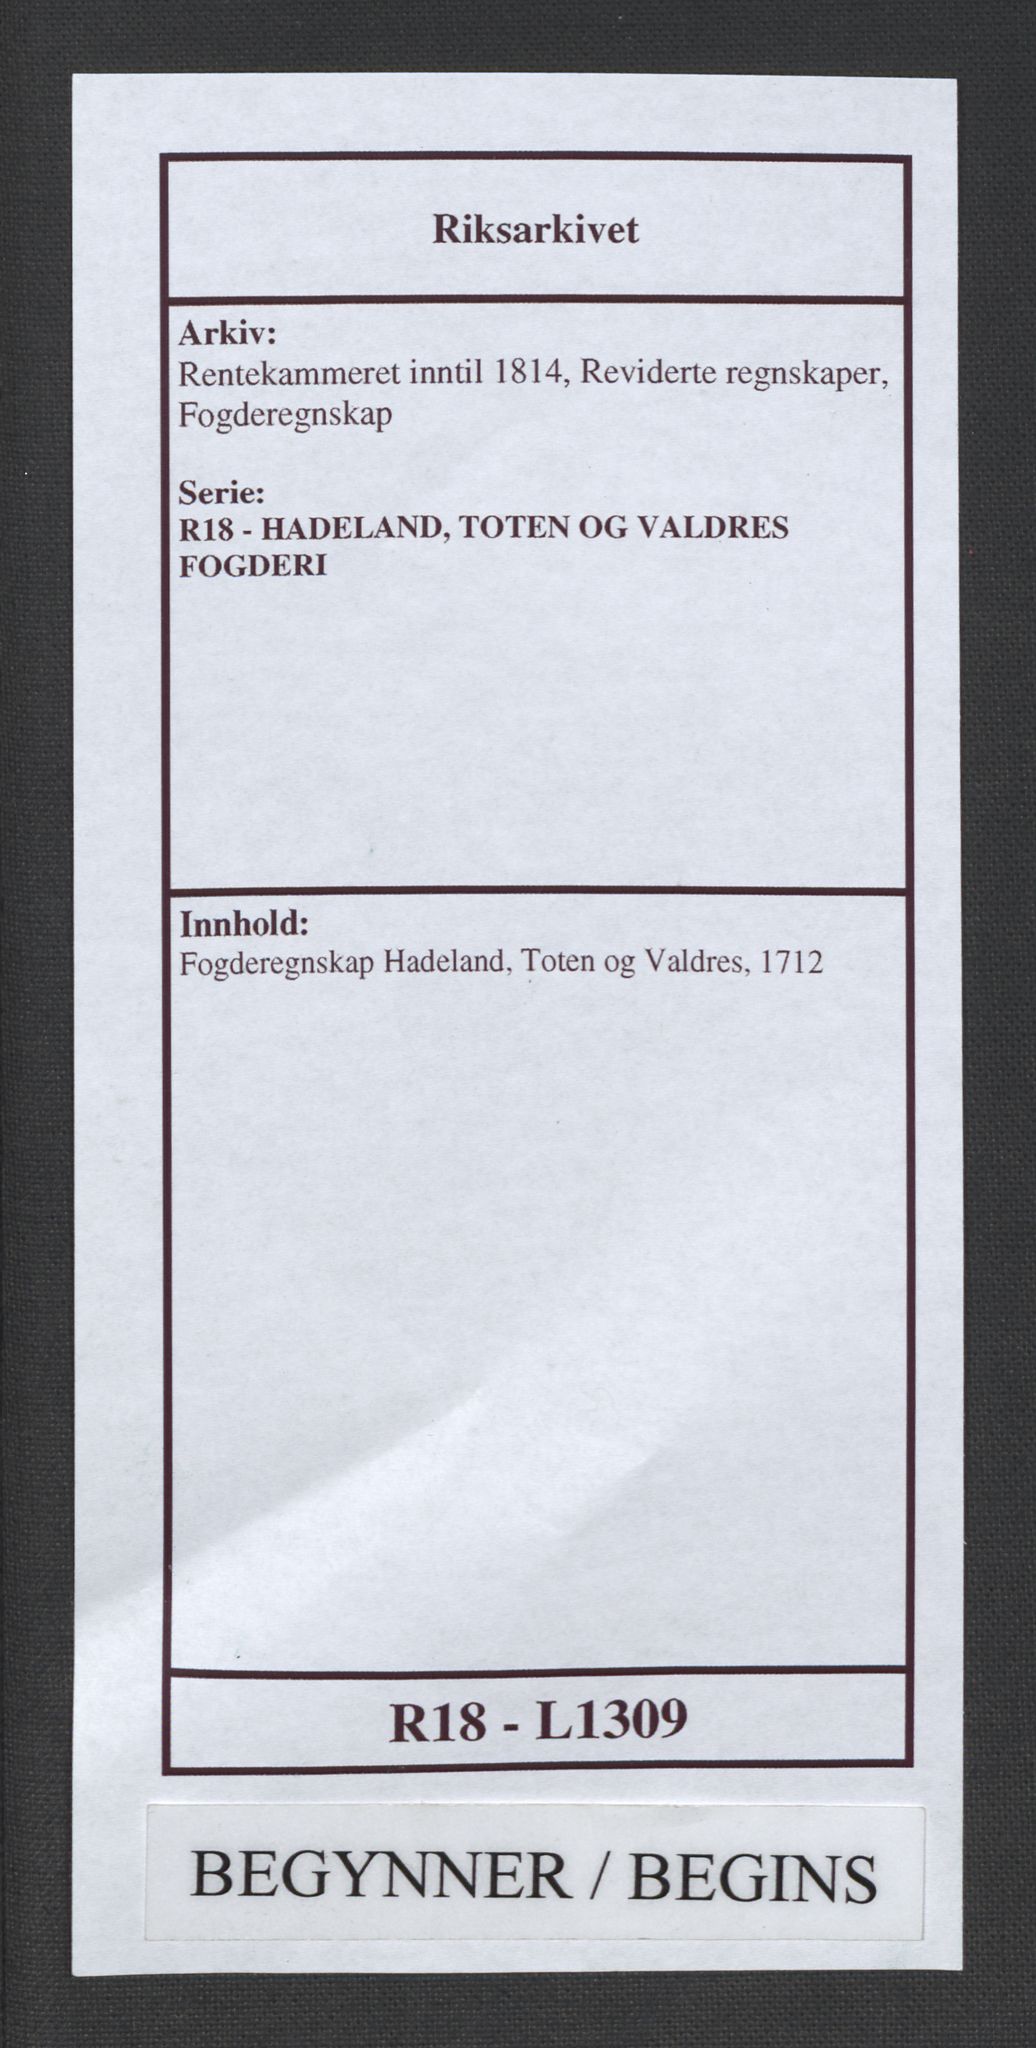 Riksarkivet
Arkiv:
Rentekammeret inntil 1814, Reviderte regnskaper,
Fogderegnskap
Serie:
R18 - HADELAND, TOTEN OG VALDRES
FOGDERI
Innhold:
Fogderegnskap Hadeland, Toten og Valdres, 1712
R18 - L1309
BEGYNNER / BEGINS